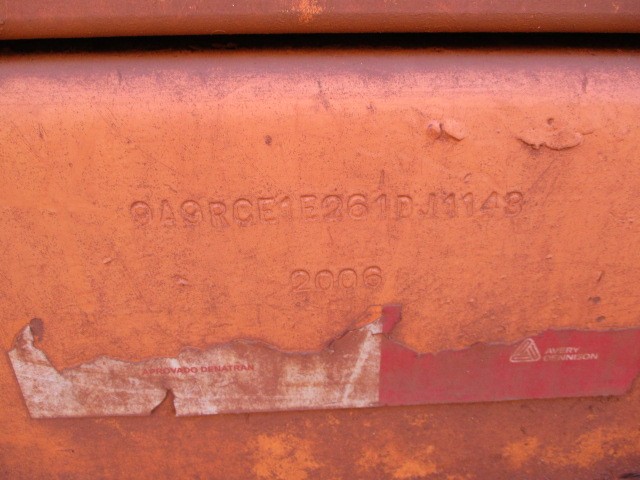 9A9RCE1E261DJ1143
2006
APROVADO DENATRAN
AVERY
DENNISON